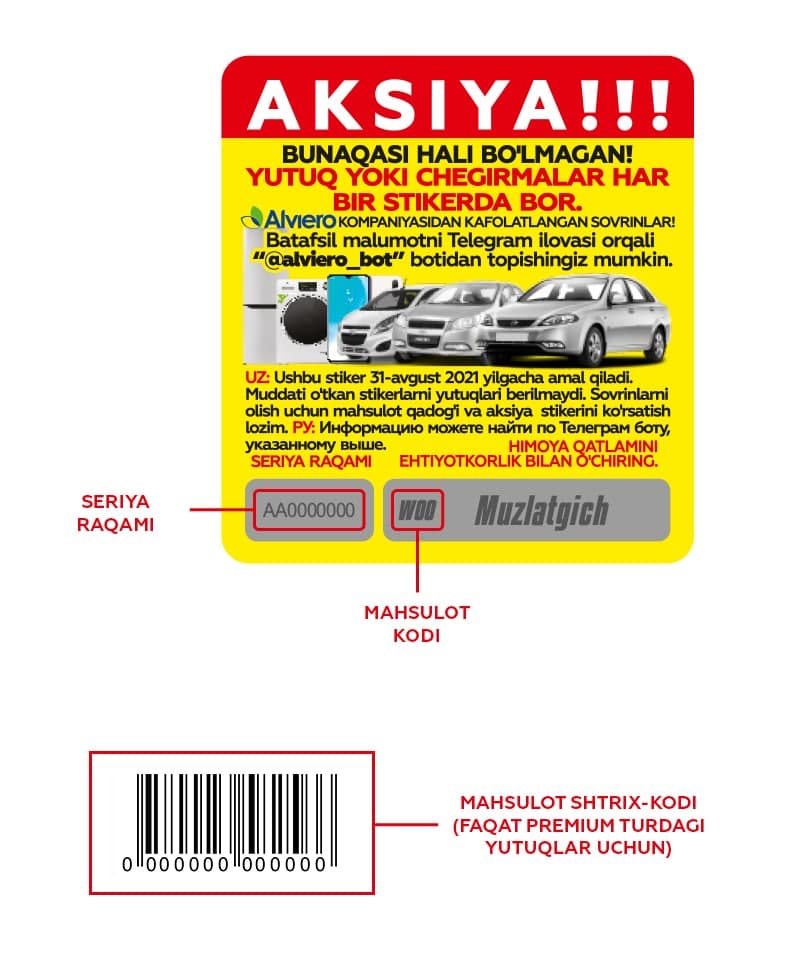 AKSIYA!!!
BUNAQASI HALI BO'LMAGAN!
YUTUQ YOKI CHEGIRMALAR HAR
BIR STIKERDA BOR.
Alviero KOMPANIYASIDAN KAFOLATLANGAN SOVRINLAR!
Batafsil malumotni Telegram ilovasi orqali
“@alviero_bot” botidan topishingiz mumkin.
UZ: Ushbu stiker 31-avgust 2021 yilgacha amal qiladi.
Muddati o'tkan stikerlarni yutuqlari berilmaydi. Sovrinlarni
olish uchun mahsulot qadog'i va aksiya stikerini ko'rsatish
lozim. РУ: Информацию можете найти по Телеграм боту,
указанному выше.
HIMOYA QATLAMINI
SERIYA RAQAMI
EHTIYOTKORLIK BILAN O'CHIRING.
SERIYA
RAQAMI
AA0000000
W00 Muzlatgich
MAHSULOT
KODI
0 000000 000000
MAHSULOT SHTRIX-KODI
(FAQAT PREMIUM TURDAGI
YUTUQLAR UCHUN)